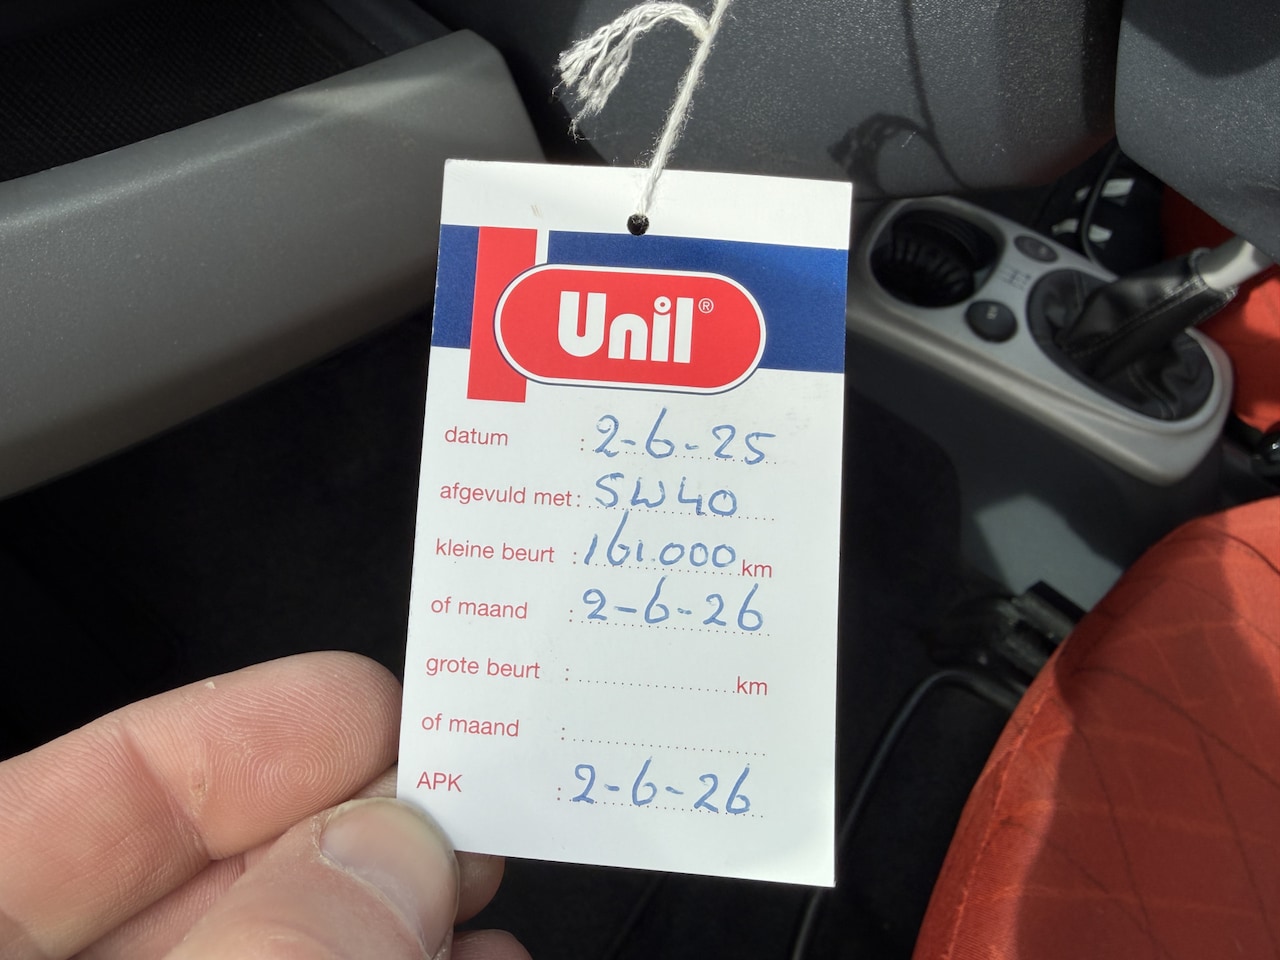 Unil®
datum : 2-6-25
afgevuld met: 5W40
kleine beurt : 161.000 km
of maand : 2-6-26
grote beurt : km
of maand :
APK : 2-6-26